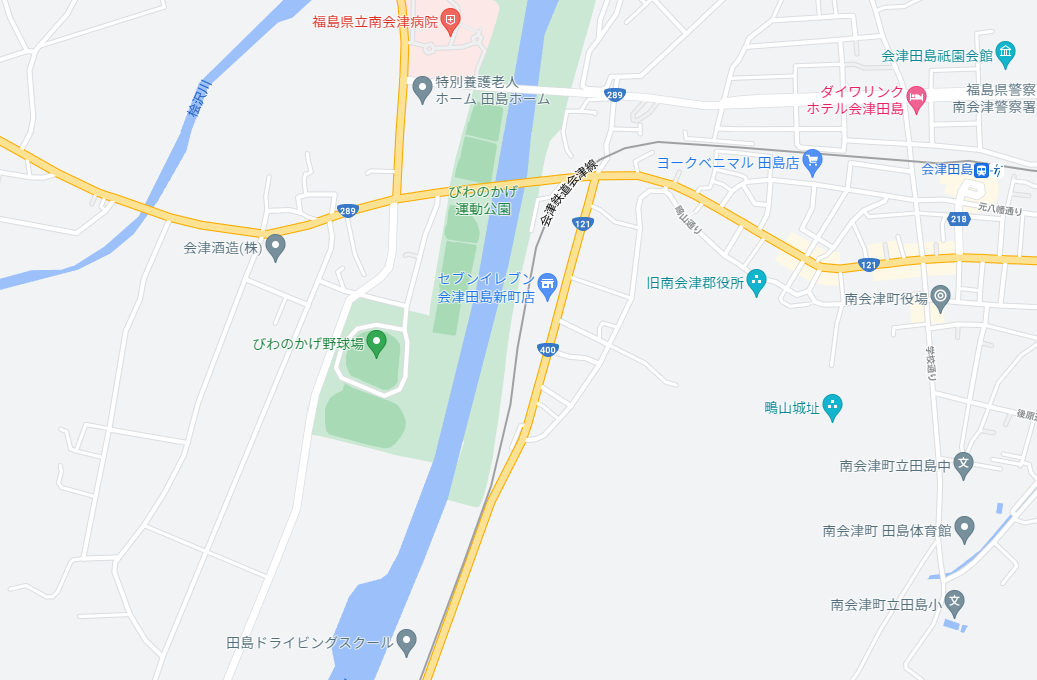 福島県立南会津病院
会津田島祇園会館
特別養護老人
ホーム 田島ホーム
289
ダイワリンク
ホテル会津田島
福島県警察
南会津警察署
桧沢川
ヨークベニマル 田島店
会津田島
会津鉄道会津線
びわのかげ
運動公園
289
121
鴫山通り
218
元八幡通り
会津酒造(株)
121
セブンイレブン
会津田島新町店
旧南会津郡役所
南会津町役場
びわのかげ野球場
400
学校通り
鴫山城址
後原
南会津町立田島中
南会津町 田島体育館
南会津町立田島小
田島ドライビングスクール